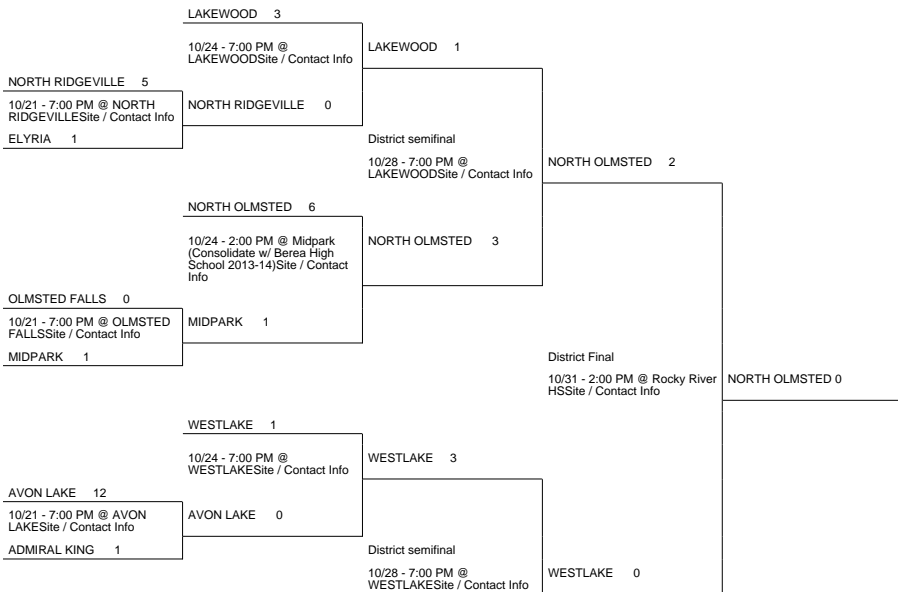 LAKEWOOD 3
10/24 - 7:00 PM @
LAKEWOODSite / Contact Info
LAKEWOOD 1
NORTH RIDGEVILLE 5
10/21 - 7:00 PM @ NORTH
RIDGEVILLESite / Contact Info
NORTH RIDGEVILLE 0
ELYRIA 1
District semifinal
10/28 - 7:00 PM @
LAKEWOODSite / Contact Info
NORTH OLMSTED 2
NORTH OLMSTED 6
10/24 - 2:00 PM @ Midpark
(Consolidate w/ Berea High
School 2013-14)Site / Contact
Info
NORTH OLMSTED 3
OLMSTED FALLS 0
10/21 - 7:00 PM @ OLMSTED
FALLSSite / Contact Info
MIDPARK 1
MIDPARK 1
District Final
10/31 - 2:00 PM @ Rocky River
HSSite / Contact Info
NORTH OLMSTED 0
WESTLAKE 1
10/24 - 7:00 PM @
WESTLAKESite / Contact Info
WESTLAKE 3
AVON LAKE 12
10/21 - 7:00 PM @ AVON
LAKESite / Contact Info
AVON LAKE 0
ADMIRAL KING 1
District semifinal
10/28 - 7:00 PM @
WESTLAKESite / Contact Info
WESTLAKE 0